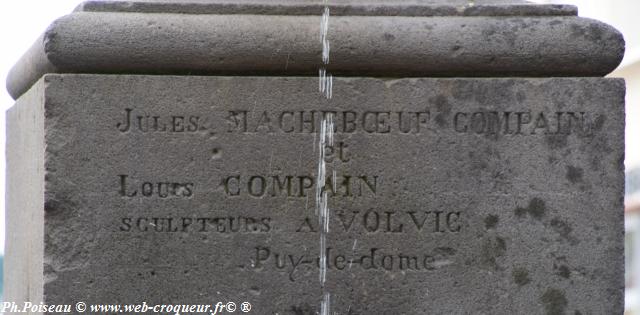 JULES MACHEBŒUF COMPAIN
et
LOUIS COMPAIN
SCULPTEURS A VOLVIC
Puy-de-dome
Ph.Poiseau © www.web-croqueur.fr© ®